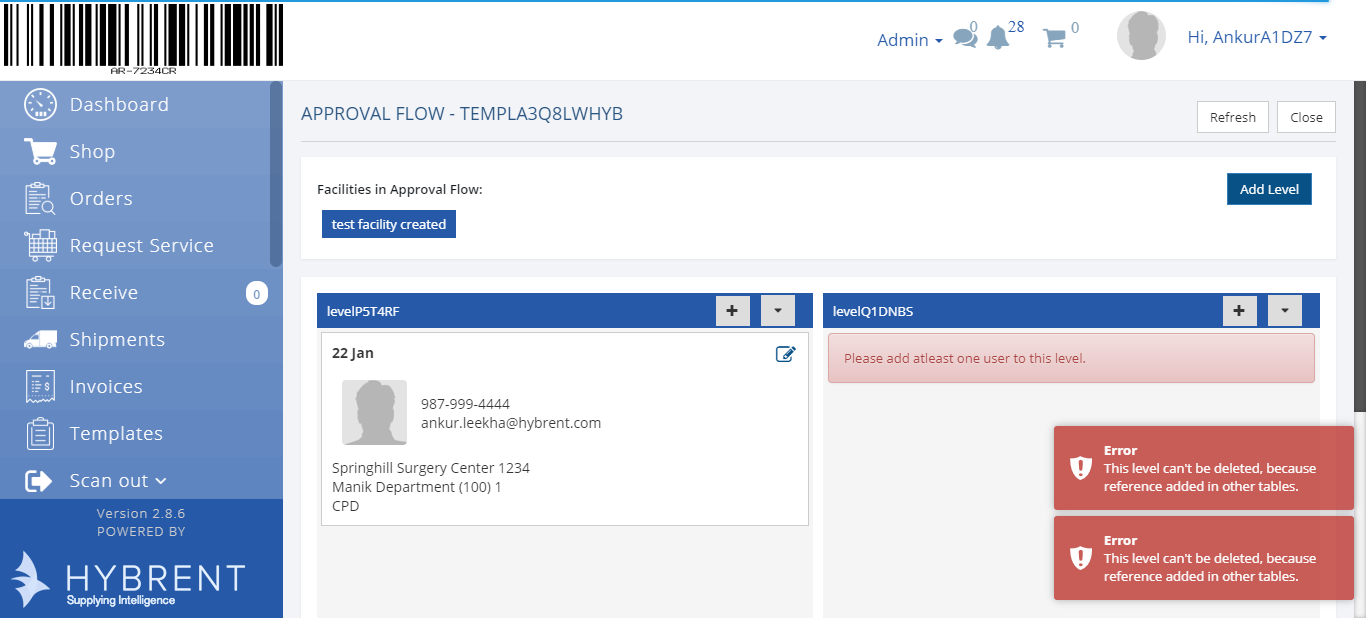 AR-7234CR
Admin
0
28
0
Hi, AnkurA1DZ7
Dashboard
Shop
Orders
Request Service
Receive
0
Shipments
Invoices
Templates
Scan out
Version 2.8.6
POWERED BY
HYBRENT
Supplying Intelligence
APPROVAL FLOW - TEMPLA3Q8LWHYB
Refresh
Close
Facilities in Approval Flow:
Add Level
test facility created
levelP5T4RF
22 Jan
987-999-4444
ankur.leekha@hybrent.com
Springhill Surgery Center 1234
Manik Department (100) 1
CPD
levelQ1DNBS
Please add atleast one user to this level.
Error
This level can't be deleted, because
reference added in other tables.
Error
This level can't be deleted, because
reference added in other tables.